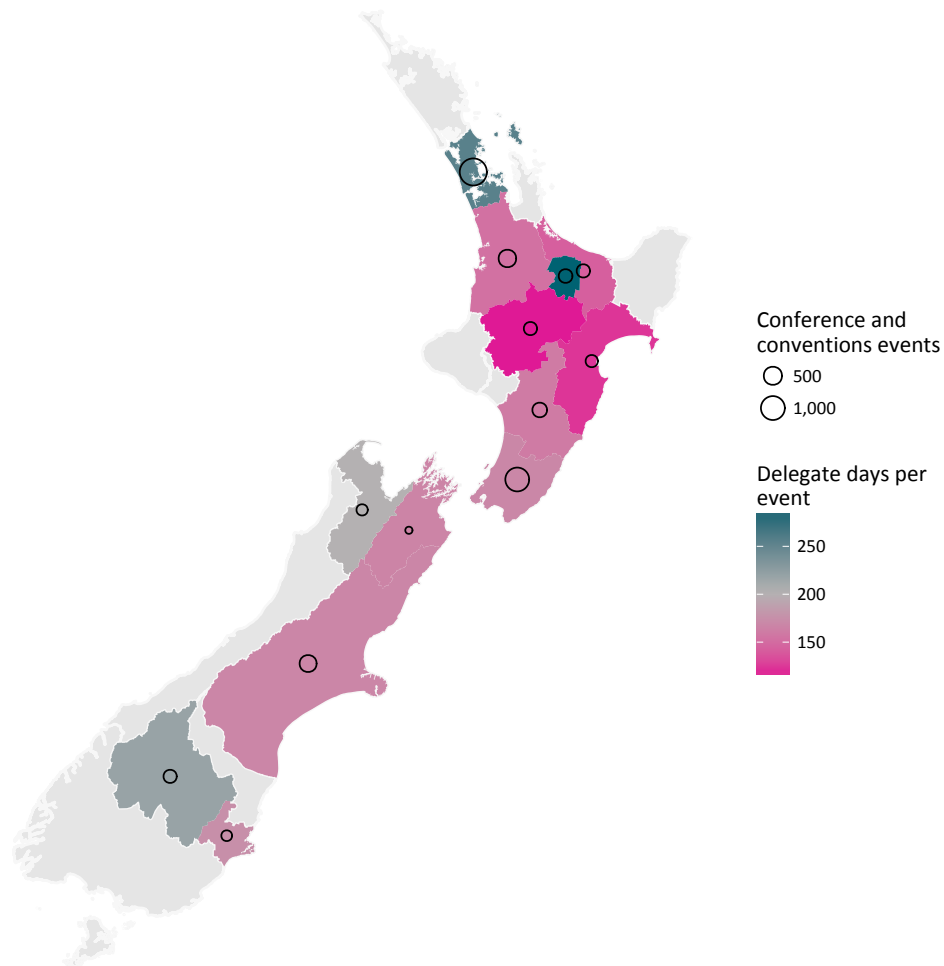 Conference and
conventions events
500
1,000
Delegate days per
event
250
200
150